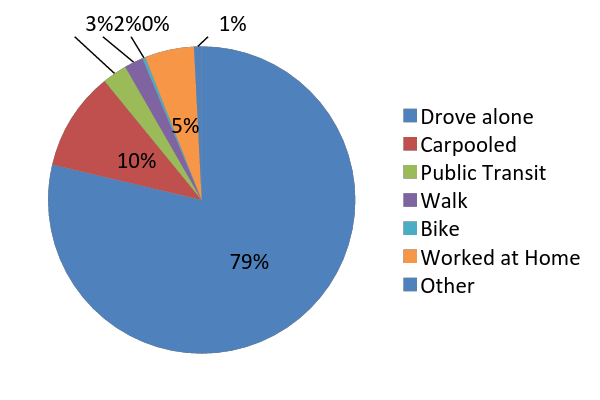 3%2%0% 1%
5%
10%
79%
Drove alone
Carpooled
Public Transit
Walk
Bike
Worked at Home
Other